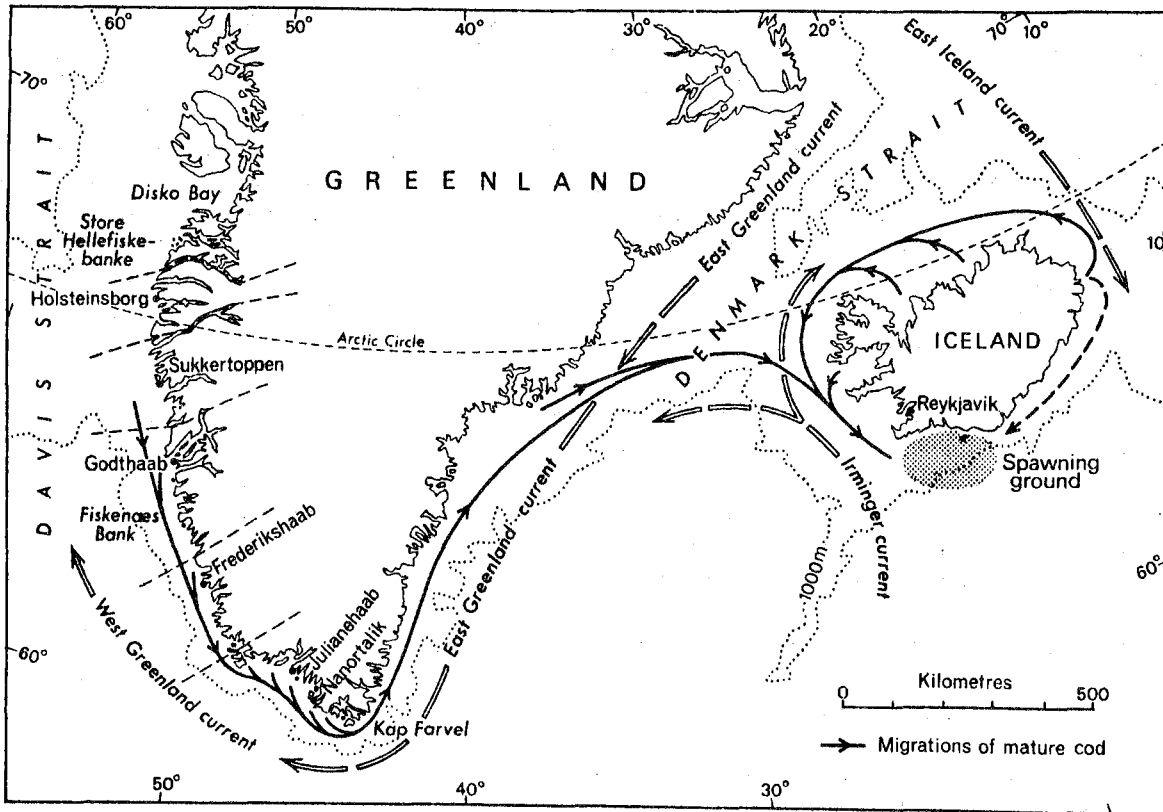 60°
50°
40°
30°
20°
70°
10°
70°
East Iceland current
DAVIS STRAIT
GREENLAND
East Greenland current
DENMARK STRAIT
Disko Bay
Store
Hellefiske-
banke
10
Holsteinsborg
Arctic Circle
ICELAND
Sukkertoppen
Reykjavik
Godthaab
Spawning
ground
Fiskenæs
Bank
Frederikshaab
East Greenland current
Irminger current
1000m
60°
West Greenland current
Julianehaab
Nanortalik
60°
Kap Farvel
Kilometres
0 500
Migrations of mature cod
50°
40°
30°